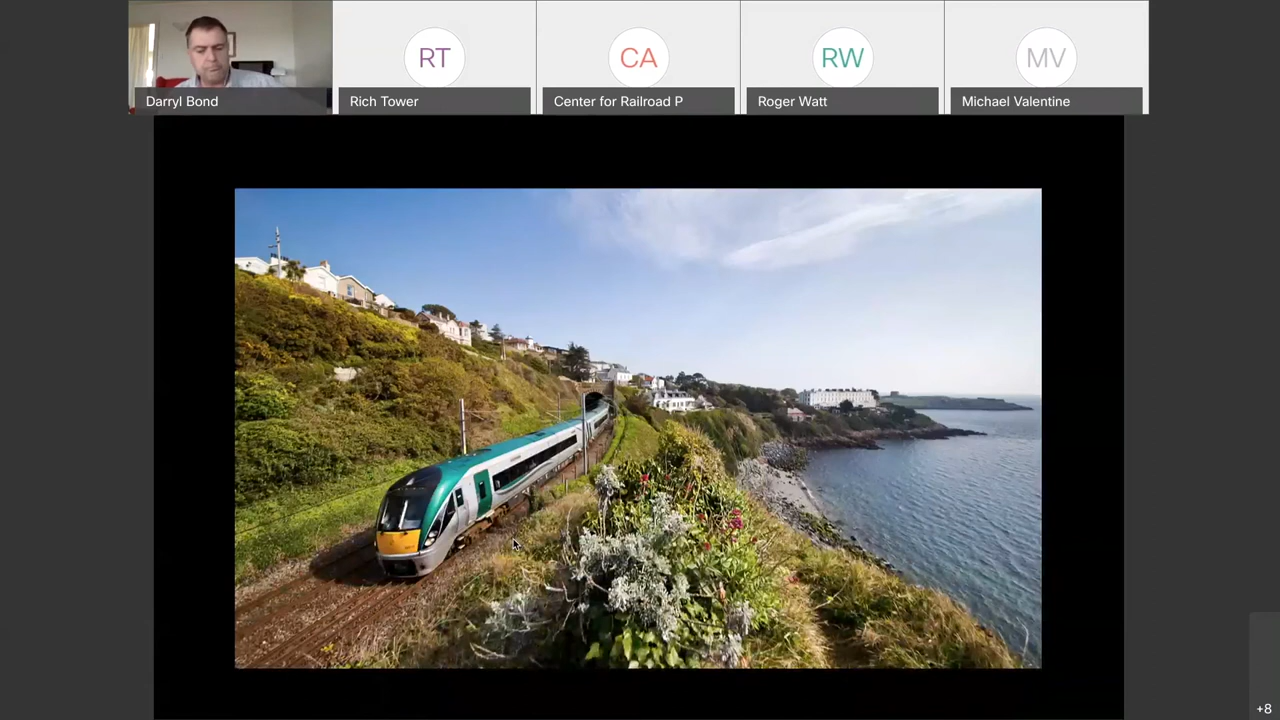 RT
CA
RW
MV
Darryl Bond
Rich Tower
Center for Railroad P
Roger Watt
Michael Valentine
+8